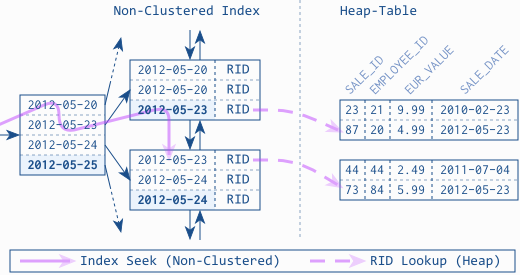 Non-Clustered Index
Heap-Table
SALE_ID
EMPLOYEE_ID
EUR_VALUE
SALE_DATE
2012-05-20
2012-05-23
2012-05-24
2012-05-25
2012-05-20 RID
2012-05-20 RID
2012-05-23 RID
2012-05-23 RID
2012-05-24 RID
2012-05-24 RID
23 21 9.99 2010-02-23
87 20 4.99 2012-05-23
44 44 2.49 2011-07-04
73 84 5.99 2012-05-23
Index Seek (Non-Clustered)
RID Lookup (Heap)